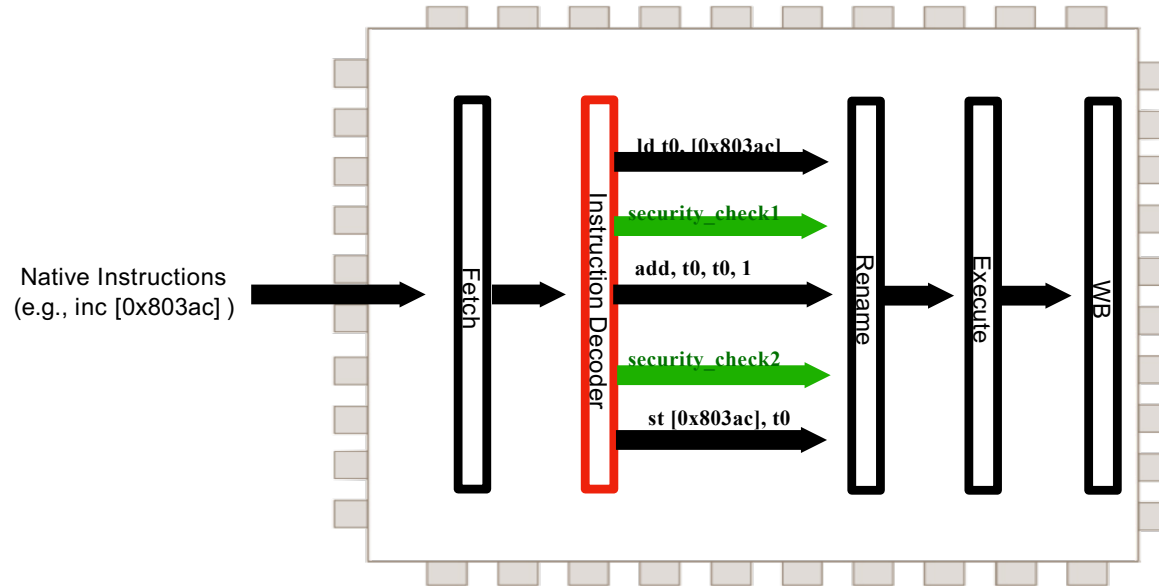 Native Instructions
(e.g., inc [0x803ac] )
Fetch
Instruction Decoder
ld t0, [0x803ac]
security_check1
add, t0, t0, 1
security_check2
st [0x803ac], t0
Rename
Execute
WB